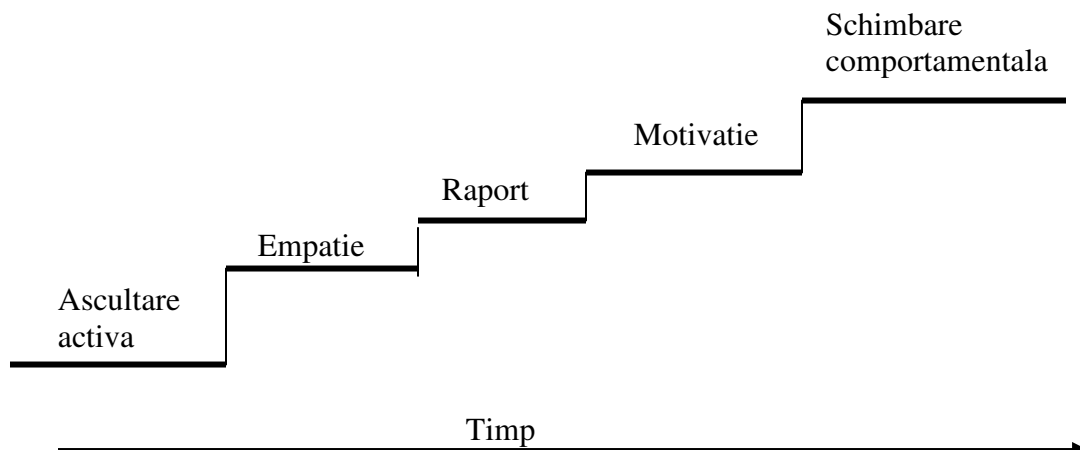 Schimbare
comportamentala
Motivatie
Raport
Empatie
Ascultare
activa
Timp